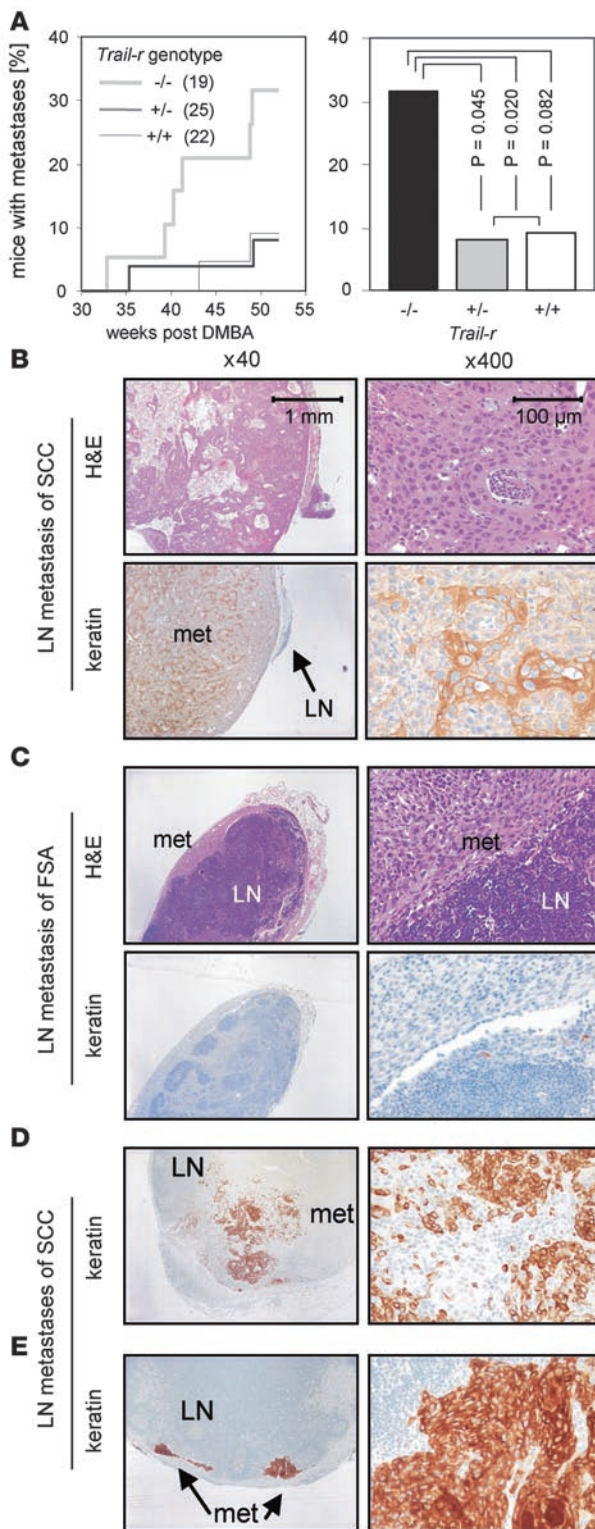 A
mice with metastases [%]
40
30
20
10
0
Trail-r genotype
-/- (19)
+/- (25)
+/+ (22)
30 35 40 45 50 55
weeks post DMBA
40
30
20
10
0
P = 0.045
P = 0.020
P = 0.082
-/- +/- +/+
Trail-r
B
x40
x400
LN metastasis of SCC
H&E
1 mm
100 µm
keratin
met
LN
C
LN metastasis of FSA
H&E
met
LN
met
LN
keratin
D
LN metastases of SCC
keratin
LN
met
E
keratin
LN
met